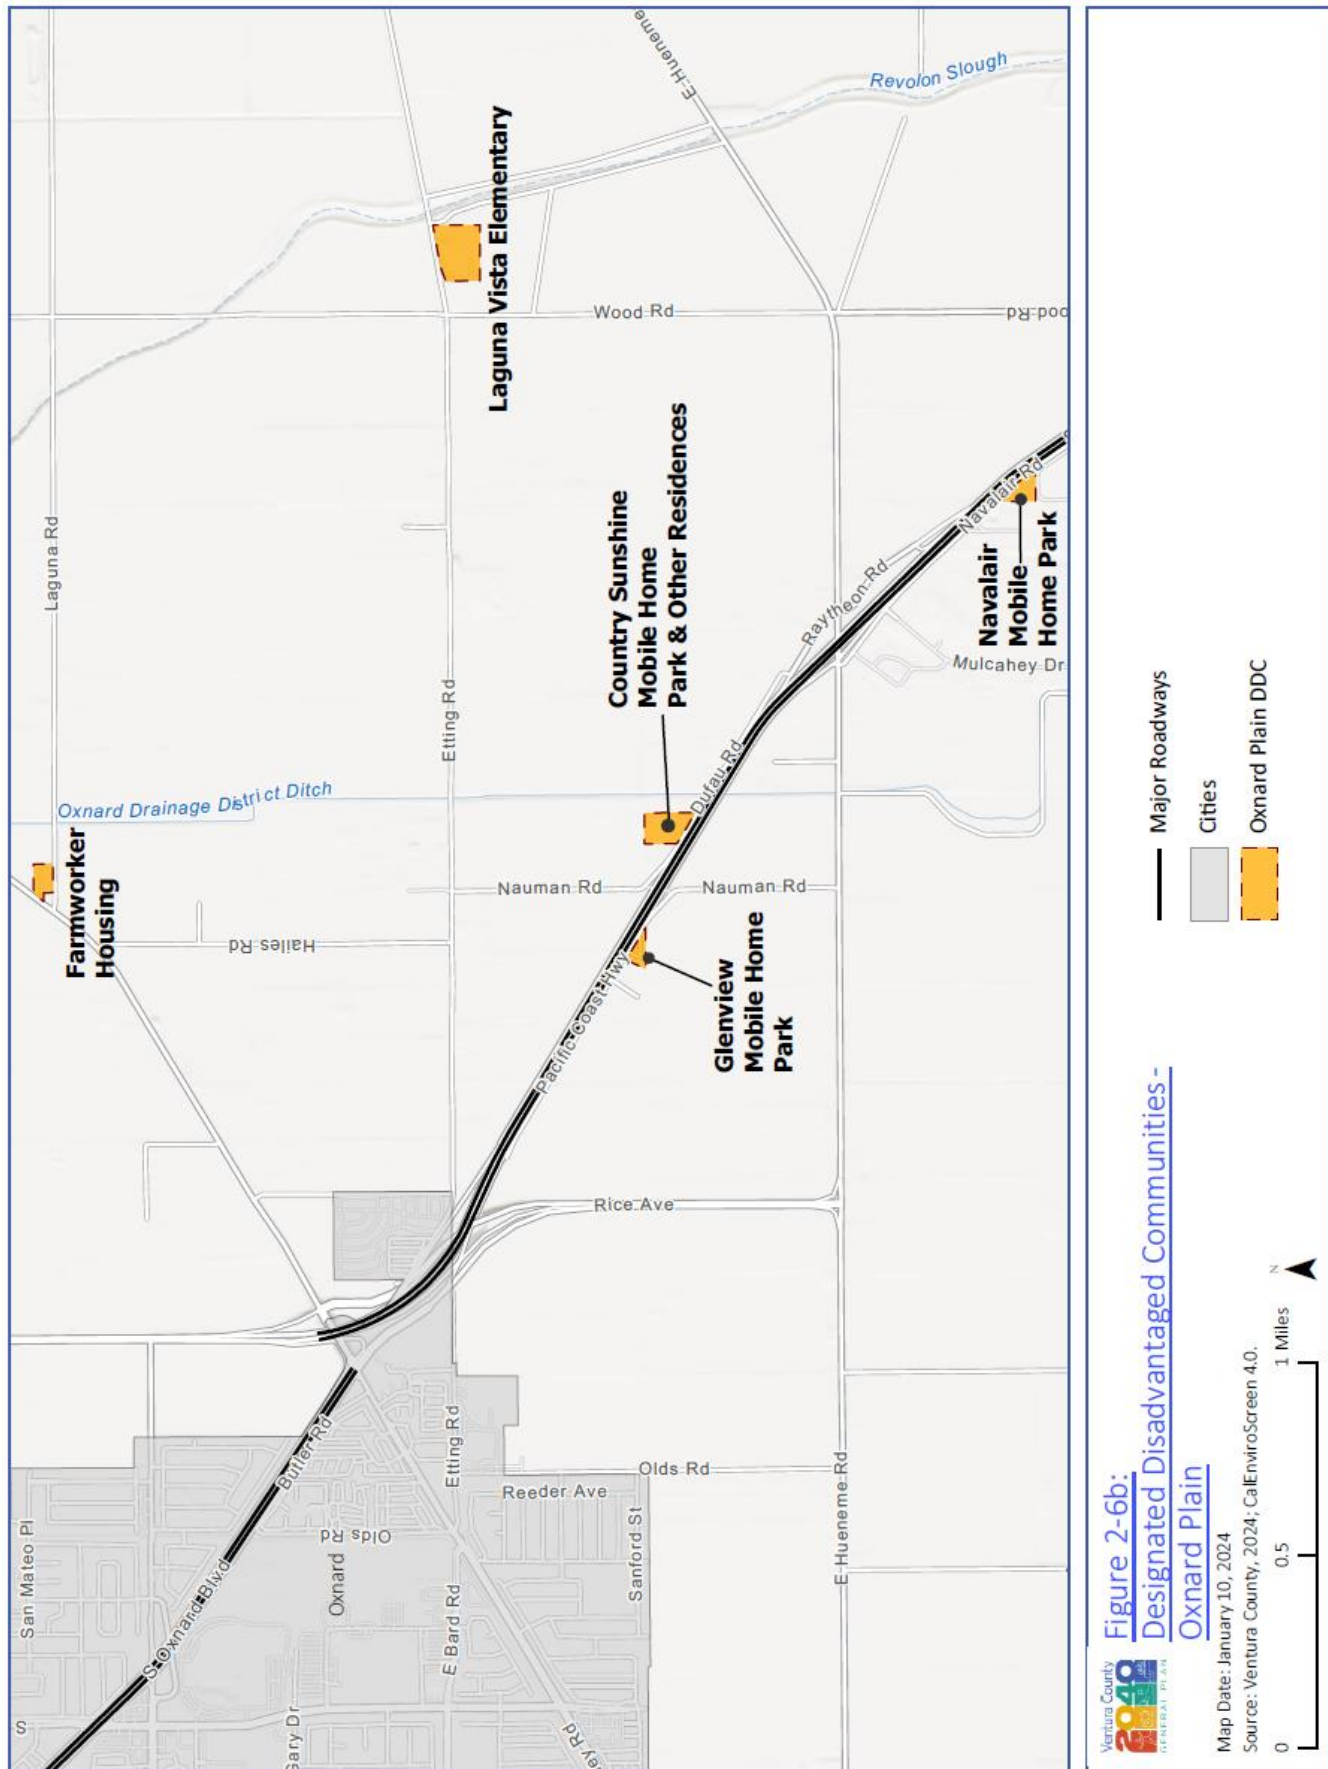 Revolon Slough
E Hueneme
Laguna Vista Elementary
Wood Rd
ood Rd
Laguna Rd
Country Sunshine
Mobile Home
Park & Other Residences
Navalair Rd
Navalair
Mobile
Home Park
Raytheon Rd
Mulcahey Dr
Etting Rd
Dufau Rd
Oxnard Drainage District Ditch
Farmworker
Housing
Nauman Rd
Nauman Rd
Hailes Rd
Glenview
Mobile Home
Park
Pacific Coast Hwy
Rice Ave
Butler Rd
Etting Rd
Olds Rd
Reeder Ave
Olds Rd
Oxnard
San Mateo Pl
S Oxnard Blvd
E Bard Rd
Sanford St
E Hueneme Rd
S
Gary Dr
ey Rd
Ventura County
2040
GENERAL PLAN
Figure 2-6b:
Designated Disadvantaged Communities -
Oxnard Plain
Map Date: January 10, 2024
Source: Ventura County, 2024; CalEnviroScreen 4.0.
0 0.5 1 Miles
N
Major Roadways
Cities
Oxnard Plain DDC